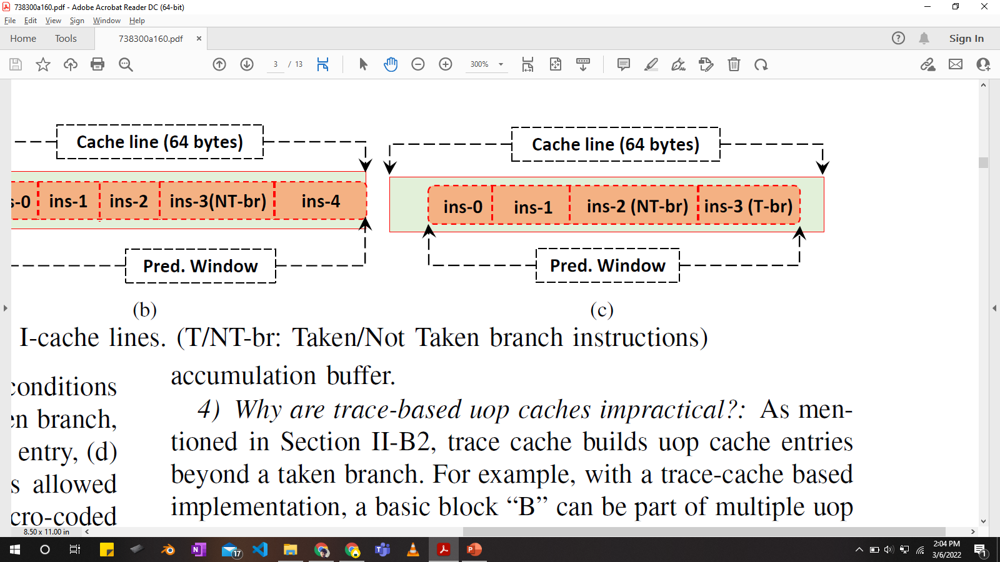 738300a160.pdf - Adobe Acrobat Reader DC (64-bit)
File Edit View Sign Window Help
Home Tools 738300a160.pdf × Sign In
3 / 13 300%
Cache line (64 bytes)
s-0 ins-1 ins-2 ins-3(NT-br) ins-4
Pred. Window
(b)
Cache line (64 bytes)
ins-0 ins-1 ins-2 (NT-br) ins-3 (T-br)
Pred. Window
(c)
I-cache lines. (T/NT-br: Taken/Not Taken branch instructions)
conditions
en branch,
entry, (d)
s allowed
cro-coded
accumulation buffer.
4) Why are trace-based uop caches impractical?: As men-
tioned in Section II-B2, trace cache builds uop cache entries
beyond a taken branch. For example, with a trace-cache based
implementation, a basic block “B” can be part of multiple uop
8.50 x 11.00 in
17
2:04 PM
3/6/2022
1